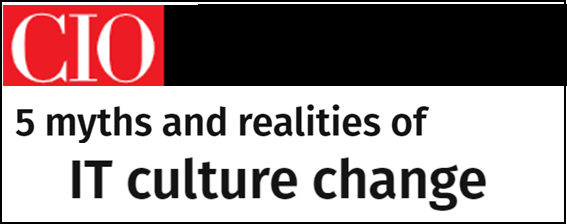 CIO
5 myths and realities of
IT culture change